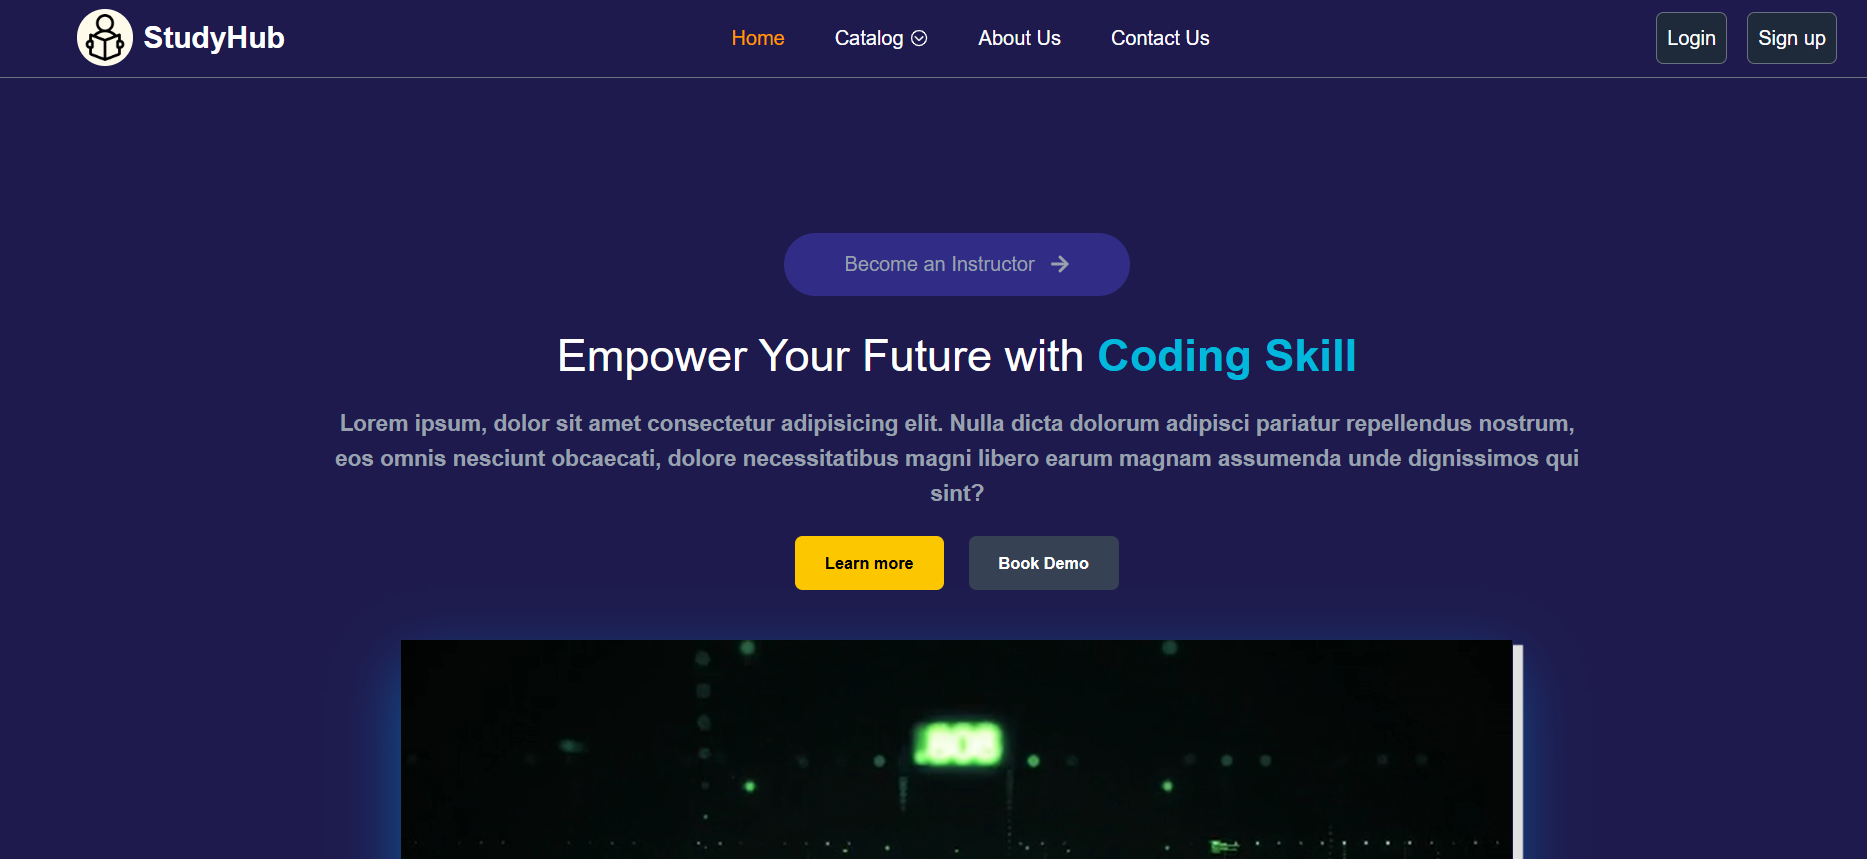 StudyHub
Home
Catalog
About Us
Contact Us
Login
Sign up
Become an Instructor
Empower Your Future with Coding Skill
Lorem ipsum, dolor sit amet consectetur adipisicing elit. Nulla dicta dolorum adipisci pariatur repellendus nostrum,
eos omnis nesciunt obcaecati, dolore necessitatibus magni libero earum magnam assumenda unde dignissimos qui
sint?
Learn more
Book Demo